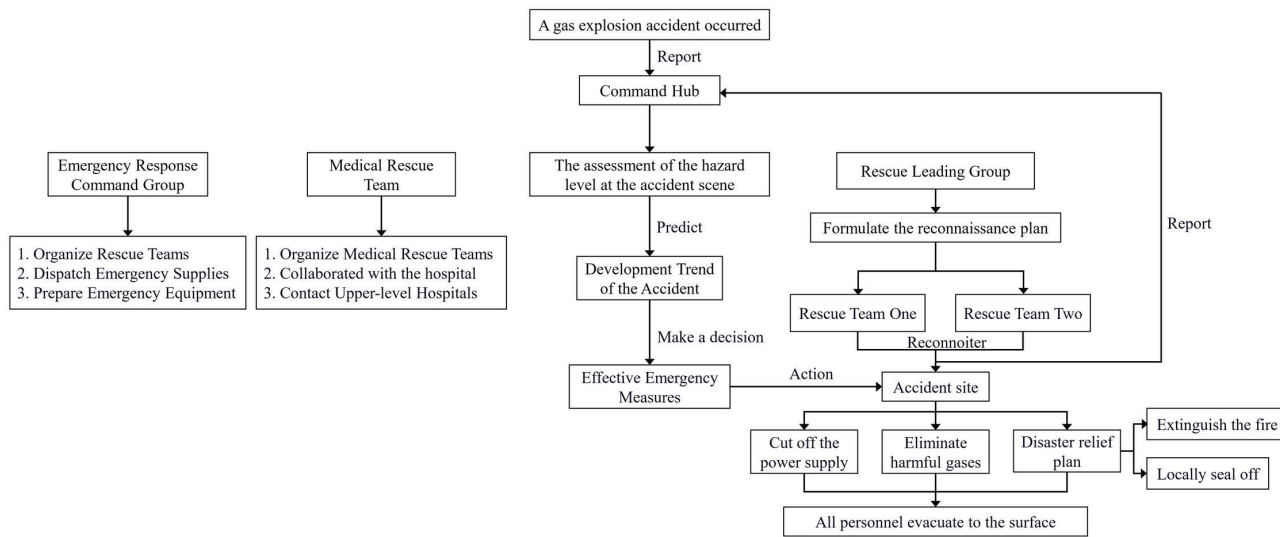 A gas explosion accident occurred
Report
Command Hub
Emergency Response
Command Group
Medical Rescue
Team
The assessment of the hazard
level at the accident scene
Rescue Leading Group
Predict
Formulate the reconnaissance plan
Report
1. Organize Rescue Teams
2. Dispatch Emergency Supplies
3. Prepare Emergency Equipment
1. Organize Medical Rescue Teams
2. Collaborated with the hospital
3. Contact Upper-level Hospitals
Development Trend
of the Accident
Rescue Team One
Rescue Team Two
Make a decision
Reconnoiter
Effective Emergency
Measures
Action
Accident site
Cut off the
power supply
Eliminate
harmful gases
Disaster relief
plan
Extinguish the fire
Locally seal off
All personnel evacuate to the surface